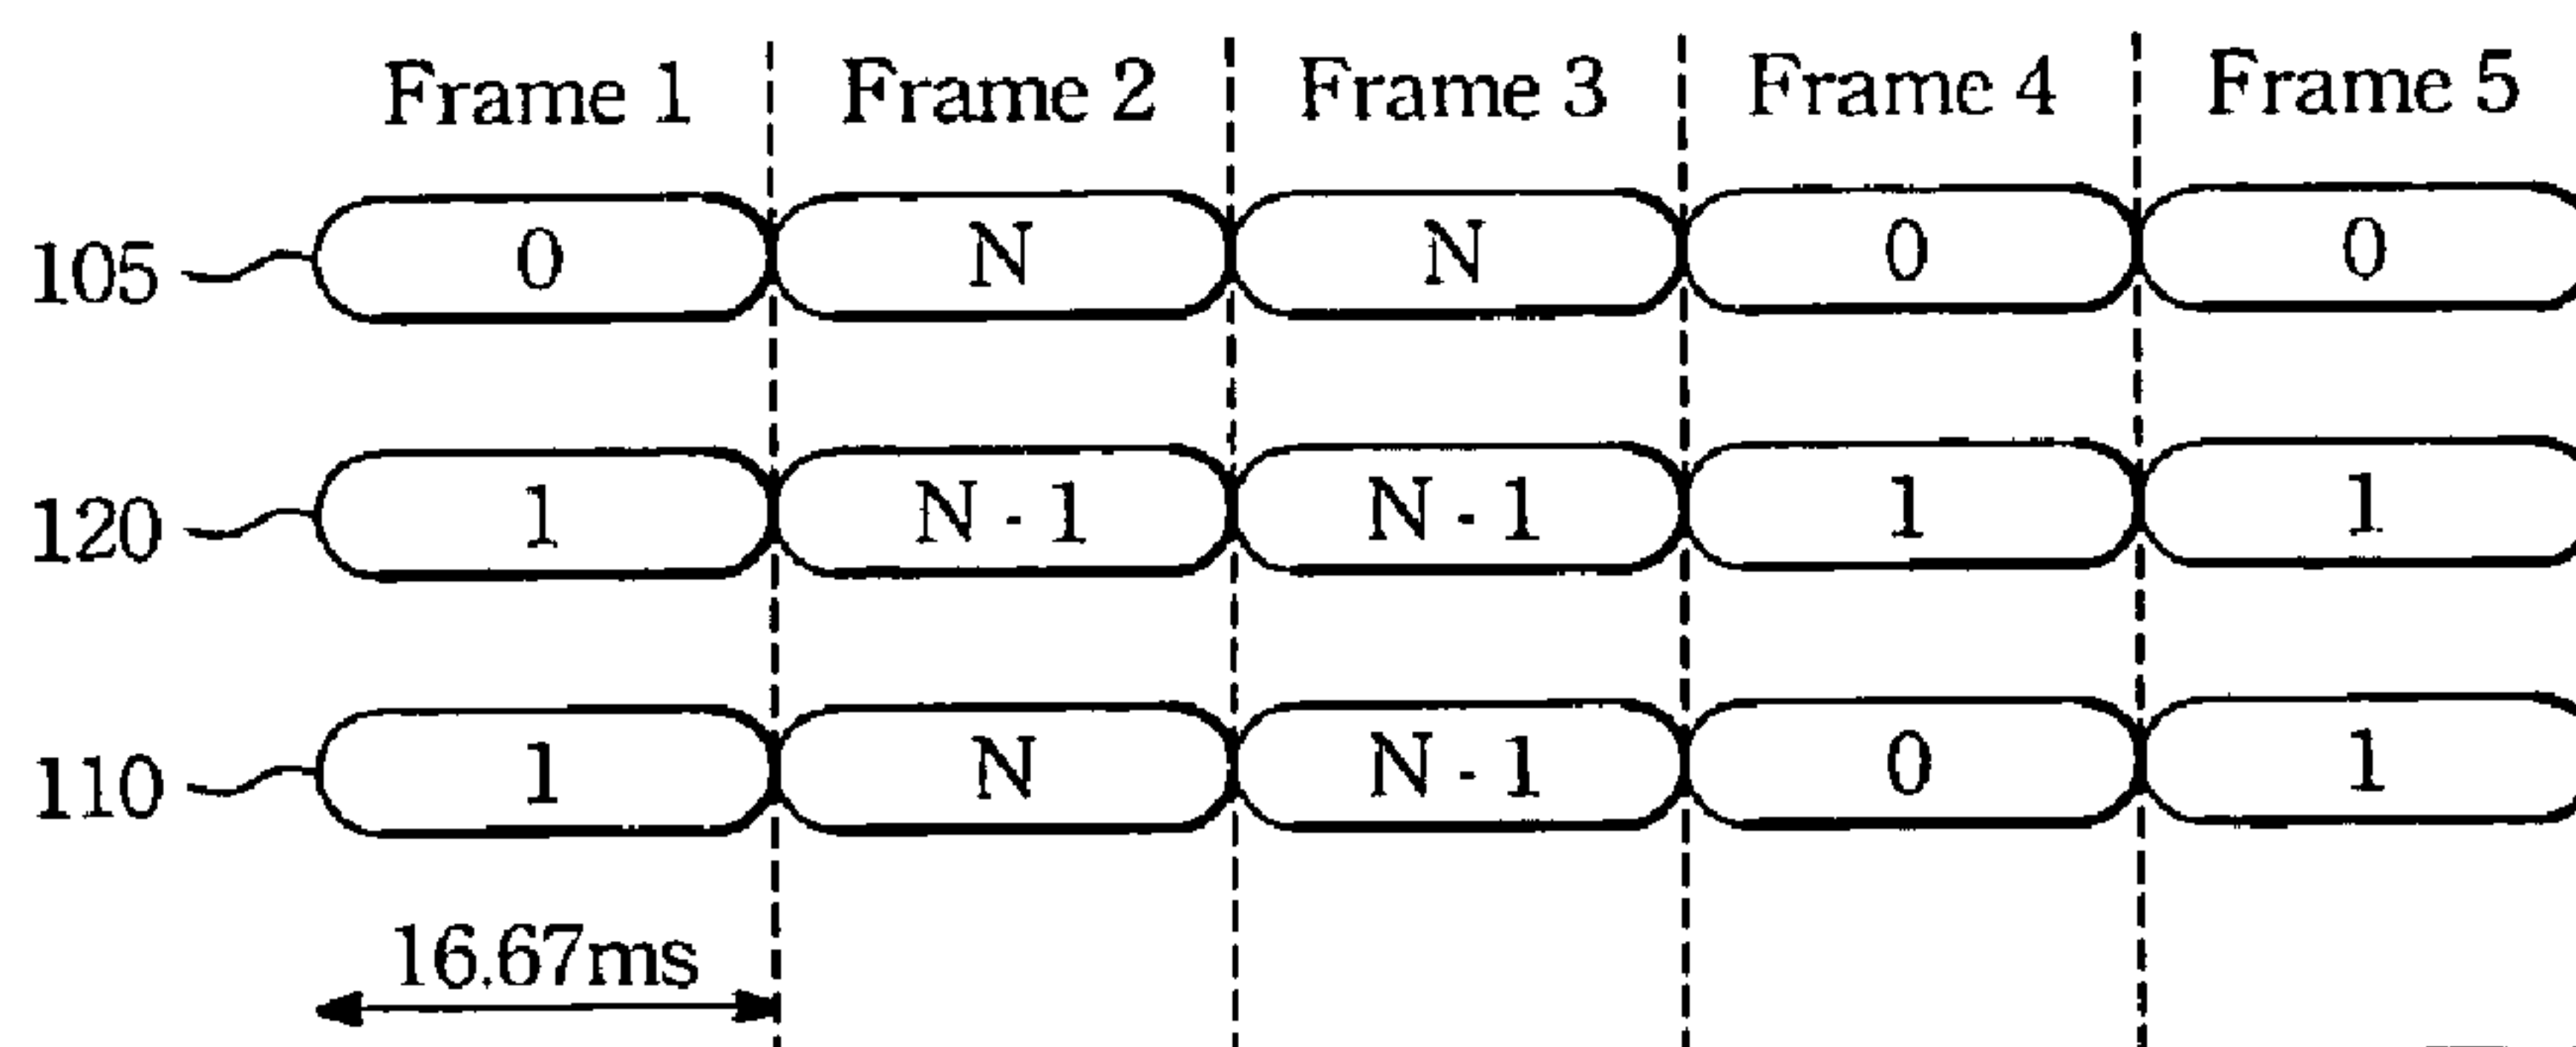 Frame 1 Frame 2 Frame 3 Frame 4 Frame 5
105 0 N N 0 0
120 1 N - 1 N - 1 1 1
110 1 N N - 1 0 1
16.67ms